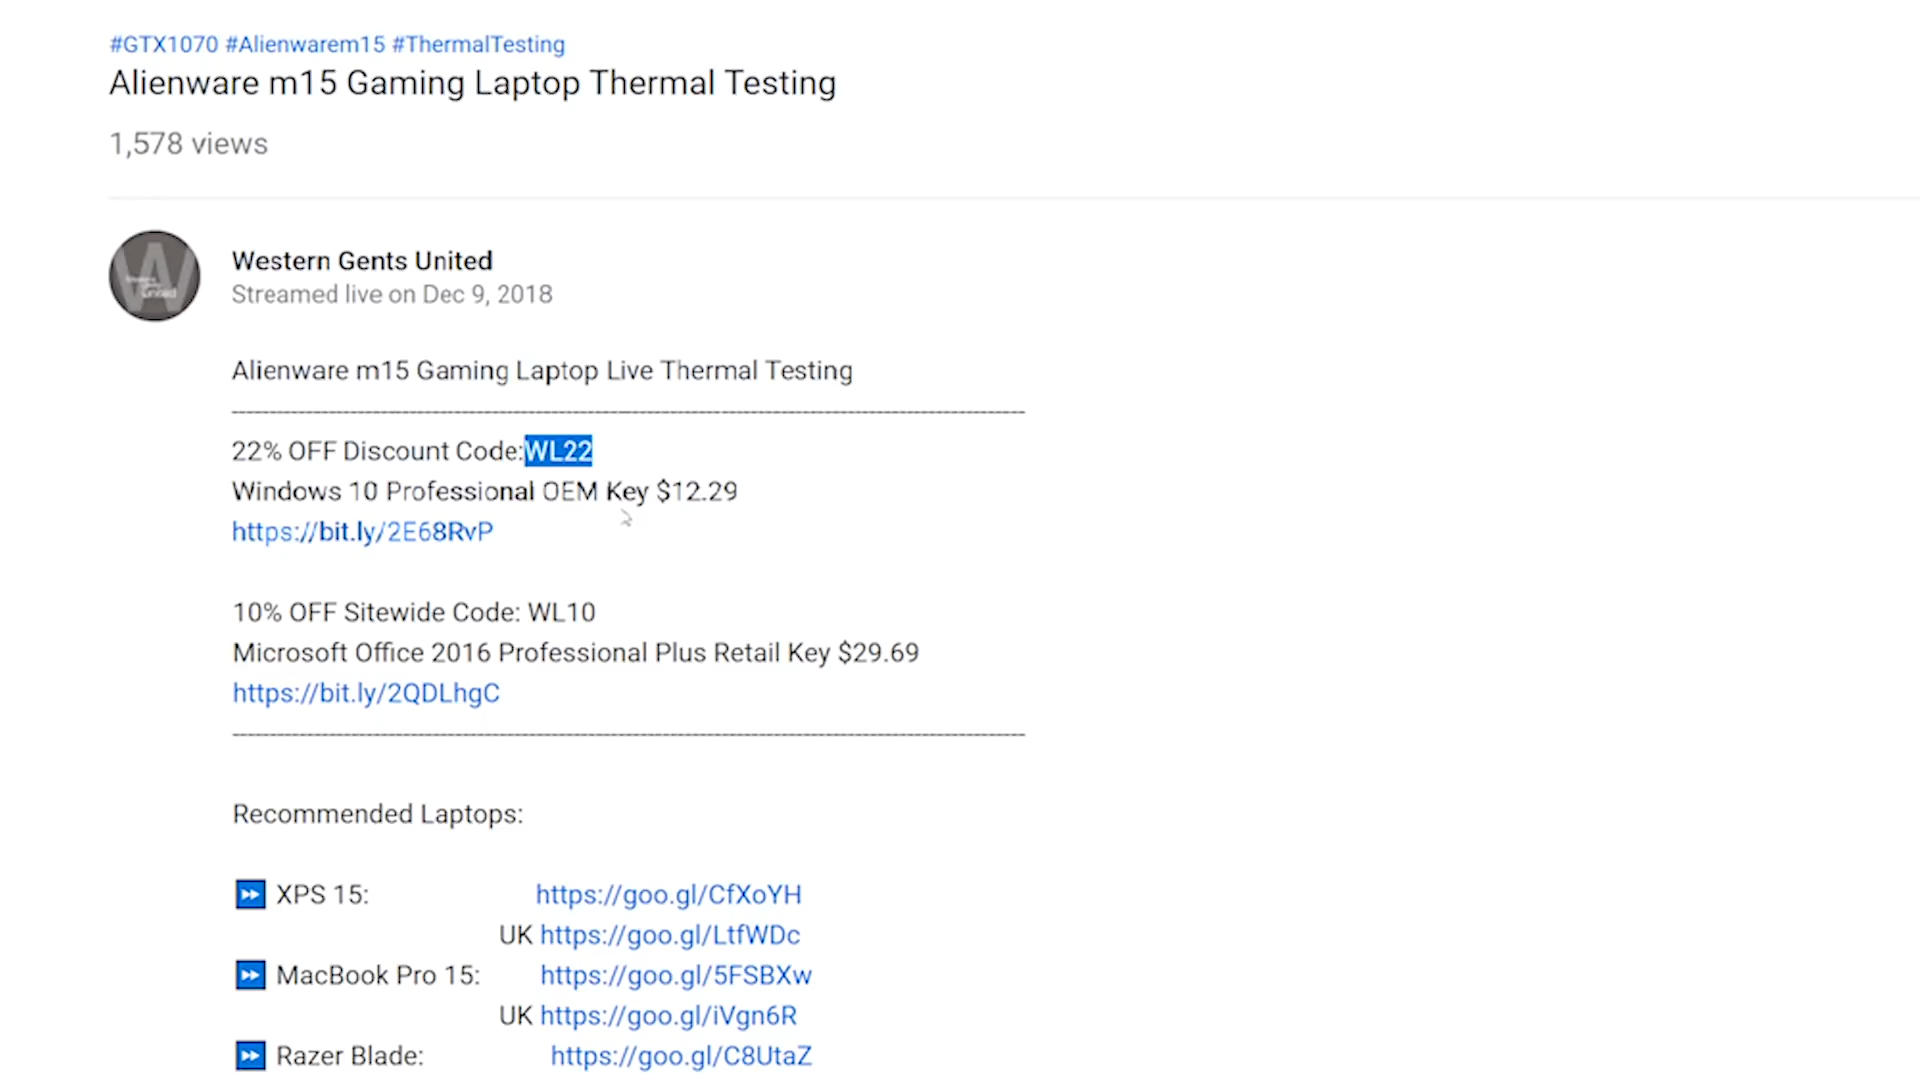 #GTX1070 #Alienwarem15 #ThermalTesting
Alienware m15 Gaming Laptop Thermal Testing
1,578 views
Western Gents United
Streamed live on Dec 9, 2018
Alienware m15 Gaming Laptop Live Thermal Testing
22% OFF Discount Code:WL22
Windows 10 Professional OEM Key $12.29
https://bit.ly/2E68RvP
10% OFF Sitewide Code: WL10
Microsoft Office 2016 Professional Plus Retail Key $29.69
https://bit.ly/2QDLhgC
Recommended Laptops:
XPS 15: https://goo.gl/CfXoYH
UK https://goo.gl/LtfWDc
MacBook Pro 15: https://goo.gl/5FSBXw
UK https://goo.gl/iVgn6R
Razer Blade: https://goo.gl/C8UtaZ